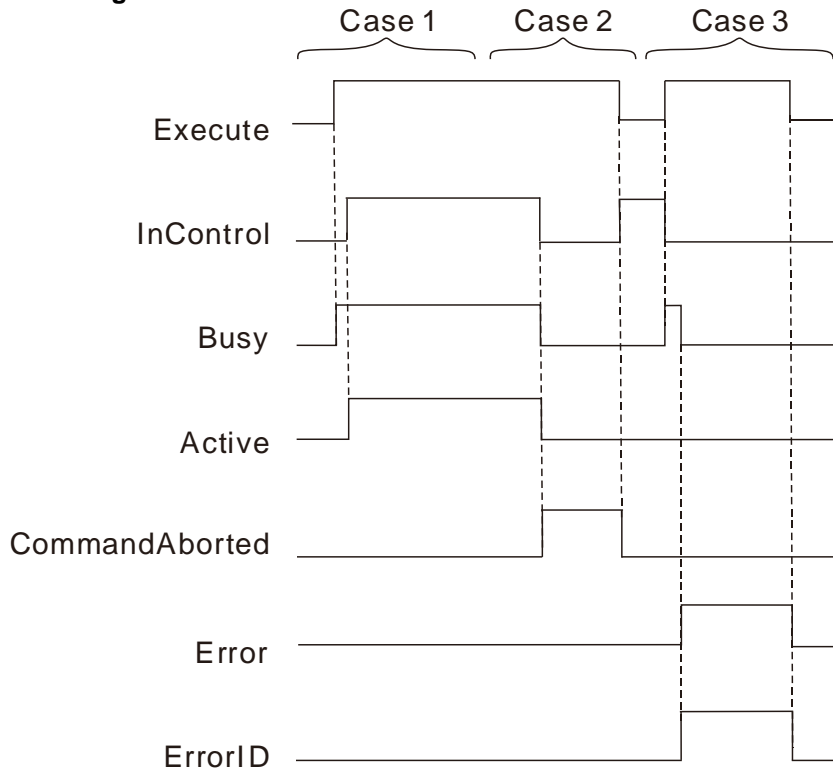 Case 1 Case 2 Case 3
Execute
InControl
Busy
Active
CommandAborted
Error
ErrorID